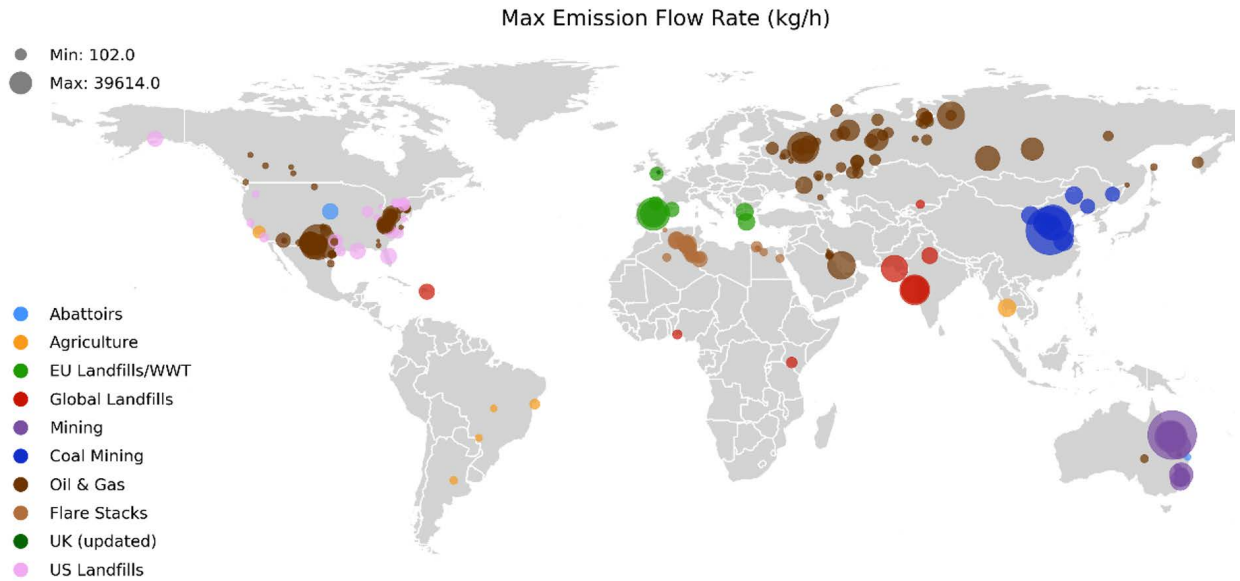 Max Emission Flow Rate (kg/h)
Min: 102.0
Max: 39614.0
Abattoirs
Agriculture
EU Landfills/WWT
Global Landfills
Mining
Coal Mining
Oil & Gas
Flare Stacks
UK (updated)
US Landfills